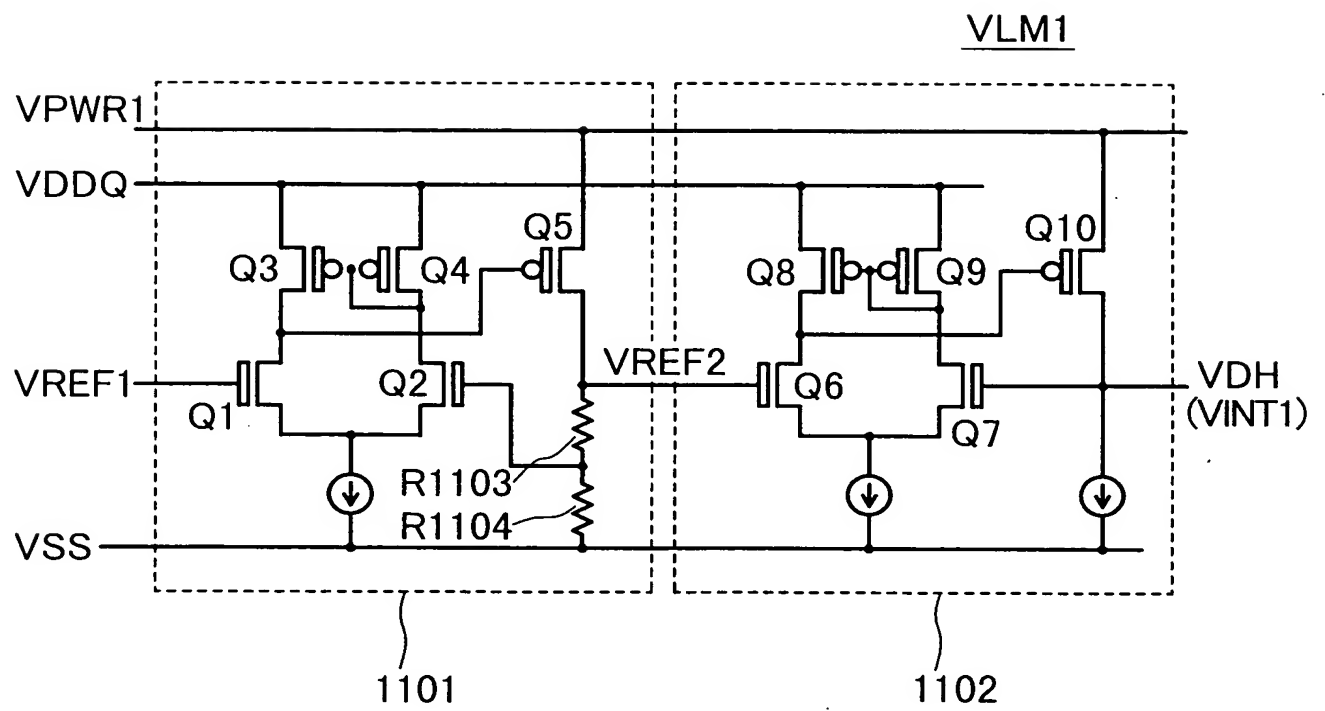 VLM1
VPWR1
VDDQ
Q3
Q4
Q5
Q8
Q9
Q10
VREF1
Q1
Q2
VREF2
Q6
Q7
VDH
(VINT1)
R1103
R1104
VSS
1101
1102